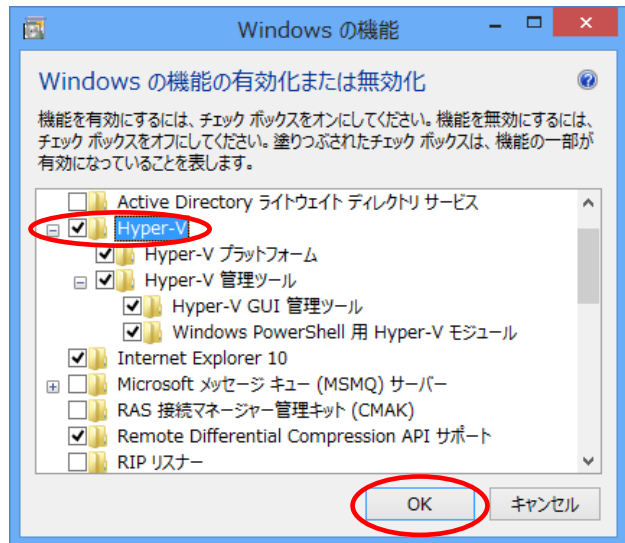 Windows の機能
Windows の機能の有効化または無効化
機能を有効にするには、チェック ボックスをオンにしてください。機能を無効にするには、
チェック ボックスをオフにしてください。塗りつぶされたチェック ボックスは、機能の一部が
有効になっていることを表します。
Active Directory ライトウェイト ディレクトリ サービス
Hyper-V
Hyper-V プラットフォーム
Hyper-V 管理ツール
Hyper-V GUI 管理ツール
Windows PowerShell 用 Hyper-V モジュール
Internet Explorer 10
Microsoft メッセージ キュー (MSMQ) サーバー
RAS 接続マネージャー管理キット (CMAK)
Remote Differential Compression API サポート
RIP リスナー
OK キャンセル